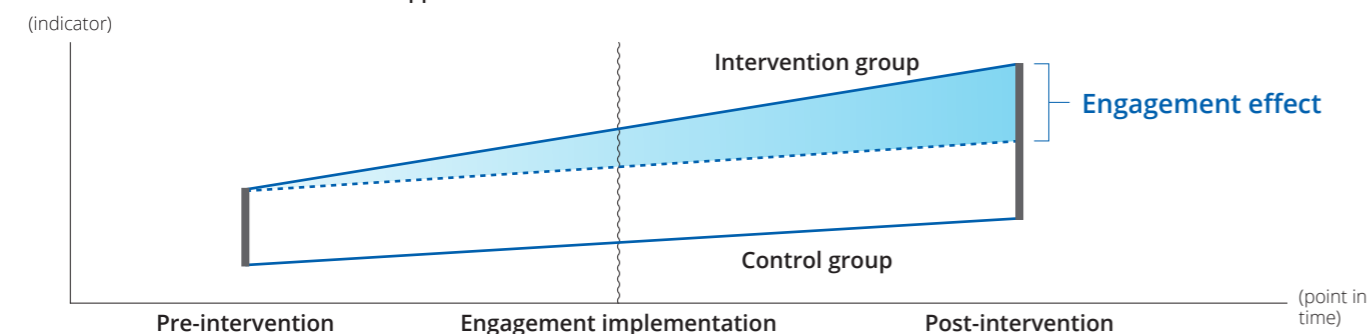 (indicator)
Intervention group
Engagement effect
Control group
(point in
time)
Pre-intervention
Engagement implementation
Post-intervention